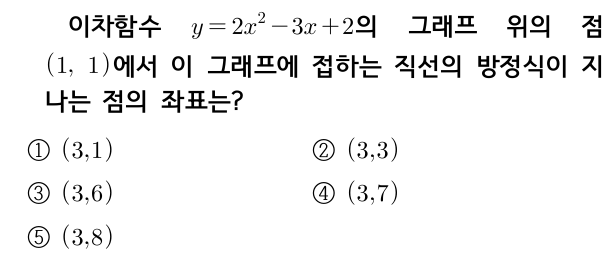 이차함수 y=2x²-3x+2의 그래프 위의 점
(1, 1)에서 이 그래프에 접하는 직선의 방정식이 지
나는 점의 좌표는?
① (3,1) ② (3,3)
③ (3,6) ④ (3,7)
⑤ (3,8)